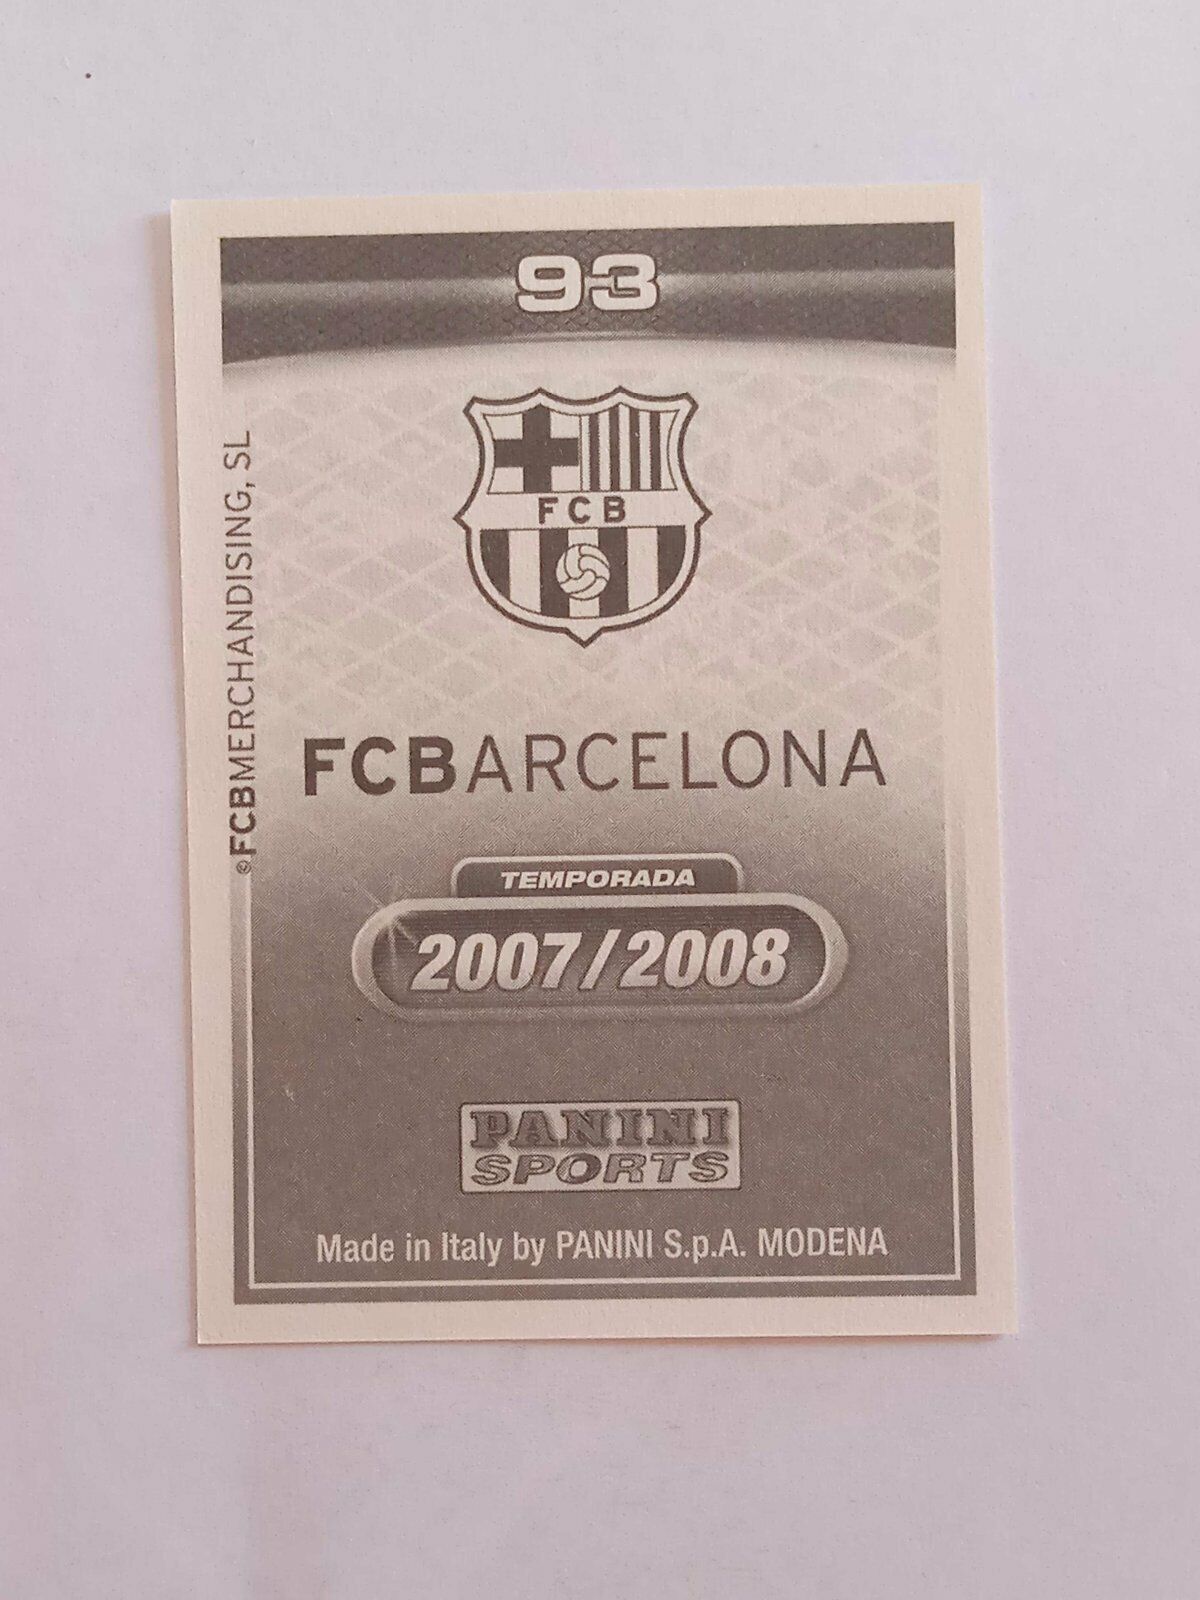 93
FCB
FCBARCELONA
©FCBMERCHANDISING, SL
TEMPORADA
2007/2008
PANINI
SPORTS
Made in Italy by PANINI S.p.A. MODENA